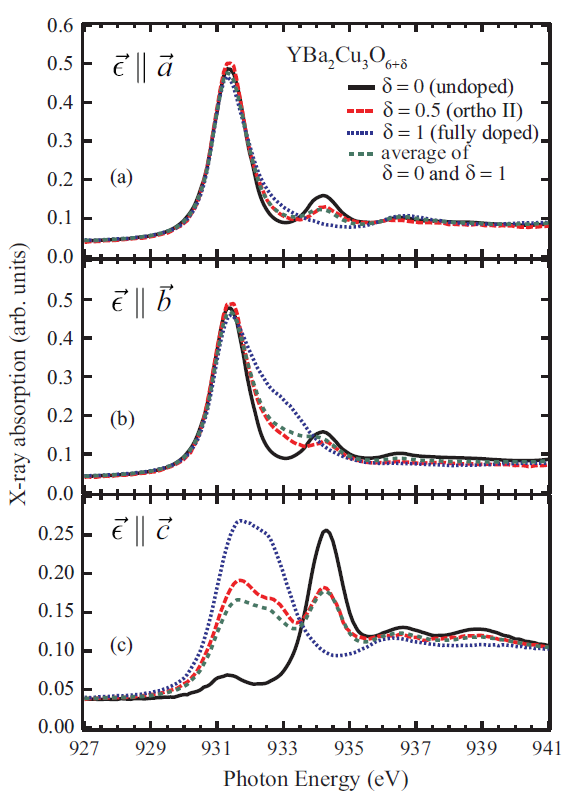 YBa₂Cu₃O₆₊δ
δ = 0 (undoped)
δ = 0.5 (ortho II)
δ = 1 (fully doped)
average of
δ = 0 and δ = 1
ε⃗ ∥ a⃗
(a)
0.6
0.5
0.4
0.3
0.2
0.1
0.0
ε⃗ ∥ b⃗
(b)
0.5
0.4
0.3
0.2
0.1
0.0
ε⃗ ∥ c⃗
(c)
0.25
0.20
0.15
0.10
0.05
0.00
X-ray absorption (arb. units)
927 929 931 933 935 937 939 941
Photon Energy (eV)